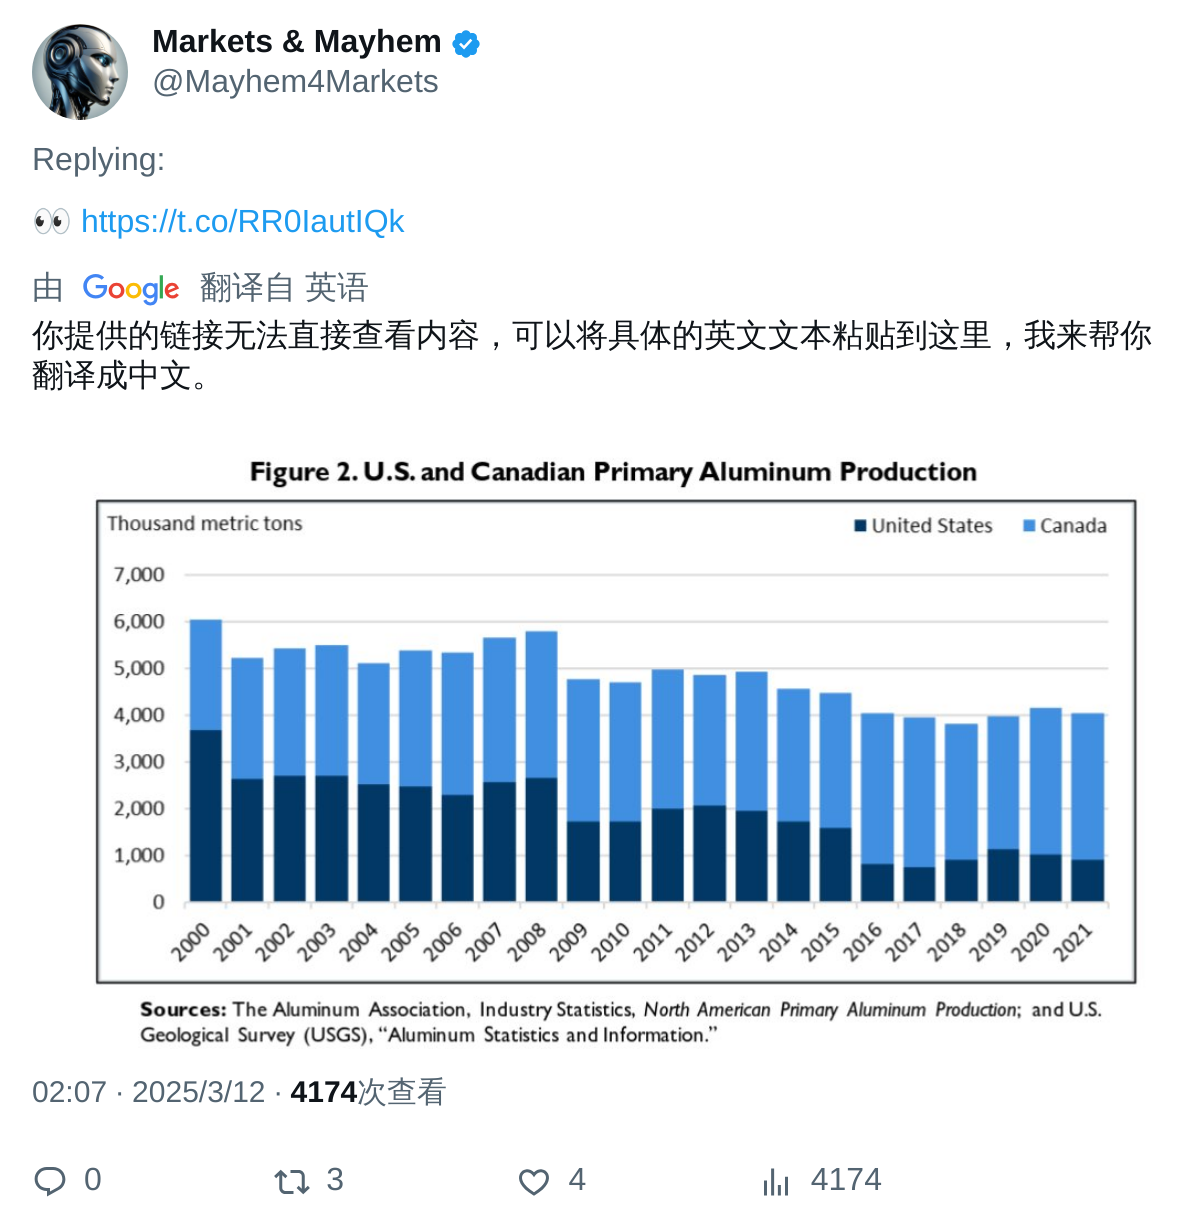 Markets & Mayhem
@Mayhem4Markets
Replying:
👀 https://t.co/RR0IautIQk
由 Google 翻译自 英语
你提供的链接无法直接查看内容，可以将具体的英文文本粘贴到这里，我来帮你
翻译成中文。
Figure 2. U.S. and Canadian Primary Aluminum Production
Thousand metric tons
United States Canada
7,000
6,000
5,000
4,000
3,000
2,000
1,000
0
2000 2001 2002 2003 2004 2005 2006 2007 2008 2009 2010 2011 2012 2013 2014 2015 2016 2017 2018 2019 2020 2021
Sources: The Aluminum Association, Industry Statistics, North American Primary Aluminum Production; and U.S.
Geological Survey (USGS), “Aluminum Statistics and Information.”
02:07 · 2025/3/12 · 4174次查看
0 3 4 4174